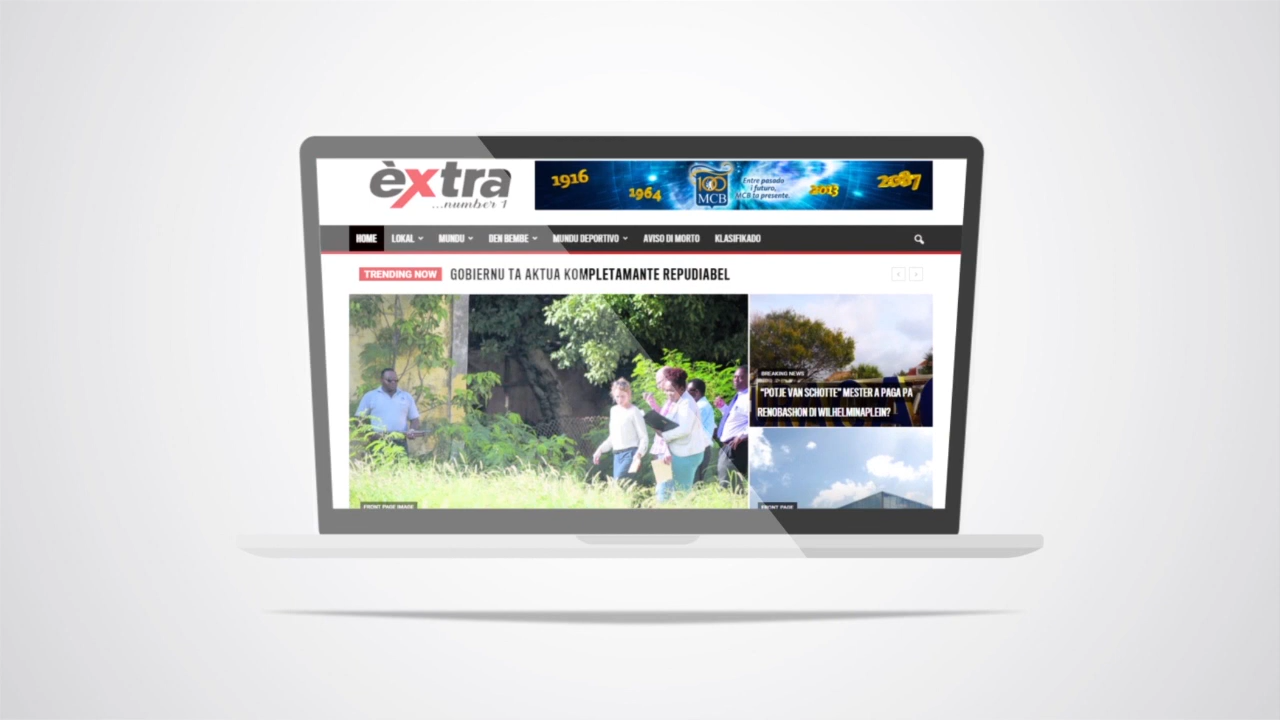 èxtra
...number 1
1916
1964
100
MCB
Entre pasado
i futuro,
MCB ta presente.
2013
HOME LOKAL MUNDU DEN BEMBE MUNDU DEPORTIVO AVISO DI MORTO KLASIFIKADO
TRENDING NOW GOBIERNU TA AKTUA KOMPLETAMANTE REPUDIABEL
BREAKING NEWS
"POTJE VAN SCHOTTE" MESTER A PAGA PA
RENOBASHON DI WILHELMINAPLEIN?
FRONT PAGE IMAGE
FRONT PAGE